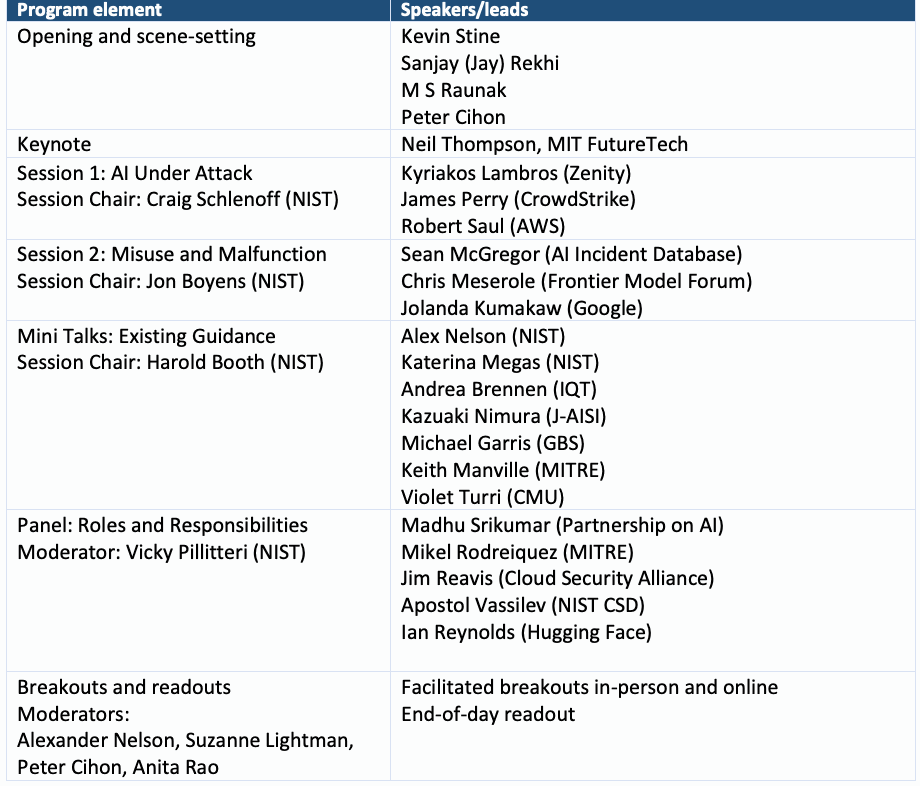 Program element
Speakers/leads
Opening and scene-setting
Kevin Stine
Sanjay (Jay) Rekhi
M S Raunak
Peter Cihon
Keynote
Neil Thompson, MIT FutureTech
Session 1: AI Under Attack
Session Chair: Craig Schlenoff (NIST)
Kyriakos Lambros (Zenity)
James Perry (CrowdStrike)
Robert Saul (AWS)
Session 2: Misuse and Malfunction
Session Chair: Jon Boyens (NIST)
Sean McGregor (AI Incident Database)
Chris Meserole (Frontier Model Forum)
Jolanda Kumakaw (Google)
Mini Talks: Existing Guidance
Session Chair: Harold Booth (NIST)
Alex Nelson (NIST)
Katerina Megas (NIST)
Andrea Brennen (IQT)
Kazuaki Nimura (J-AISI)
Michael Garris (GBS)
Keith Manville (MITRE)
Violet Turri (CMU)
Panel: Roles and Responsibilities
Moderator: Vicky Pillitteri (NIST)
Madhu Srikumar (Partnership on AI)
Mikel Rodreiquez (MITRE)
Jim Reavis (Cloud Security Alliance)
Apostol Vassilev (NIST CSD)
Ian Reynolds (Hugging Face)
Breakouts and readouts
Moderators:
Alexander Nelson, Suzanne Lightman,
Peter Cihon, Anita Rao
Facilitated breakouts in-person and online
End-of-day readout